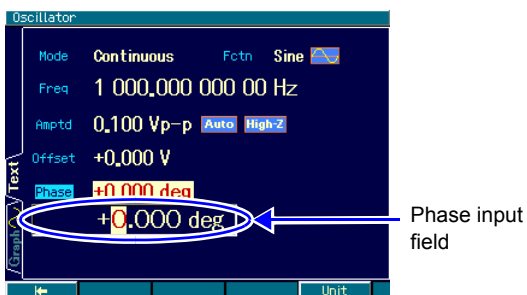 Oscillator
Mode Continuous Fctn Sine
Freq 1 000.000 000 00 Hz
Amptd 0.100 Vp-p Auto High-Z
Offset +0.000 V
Text
Phase +0.000 deg
+0.000 deg
Phase input
field
Graph
Unit